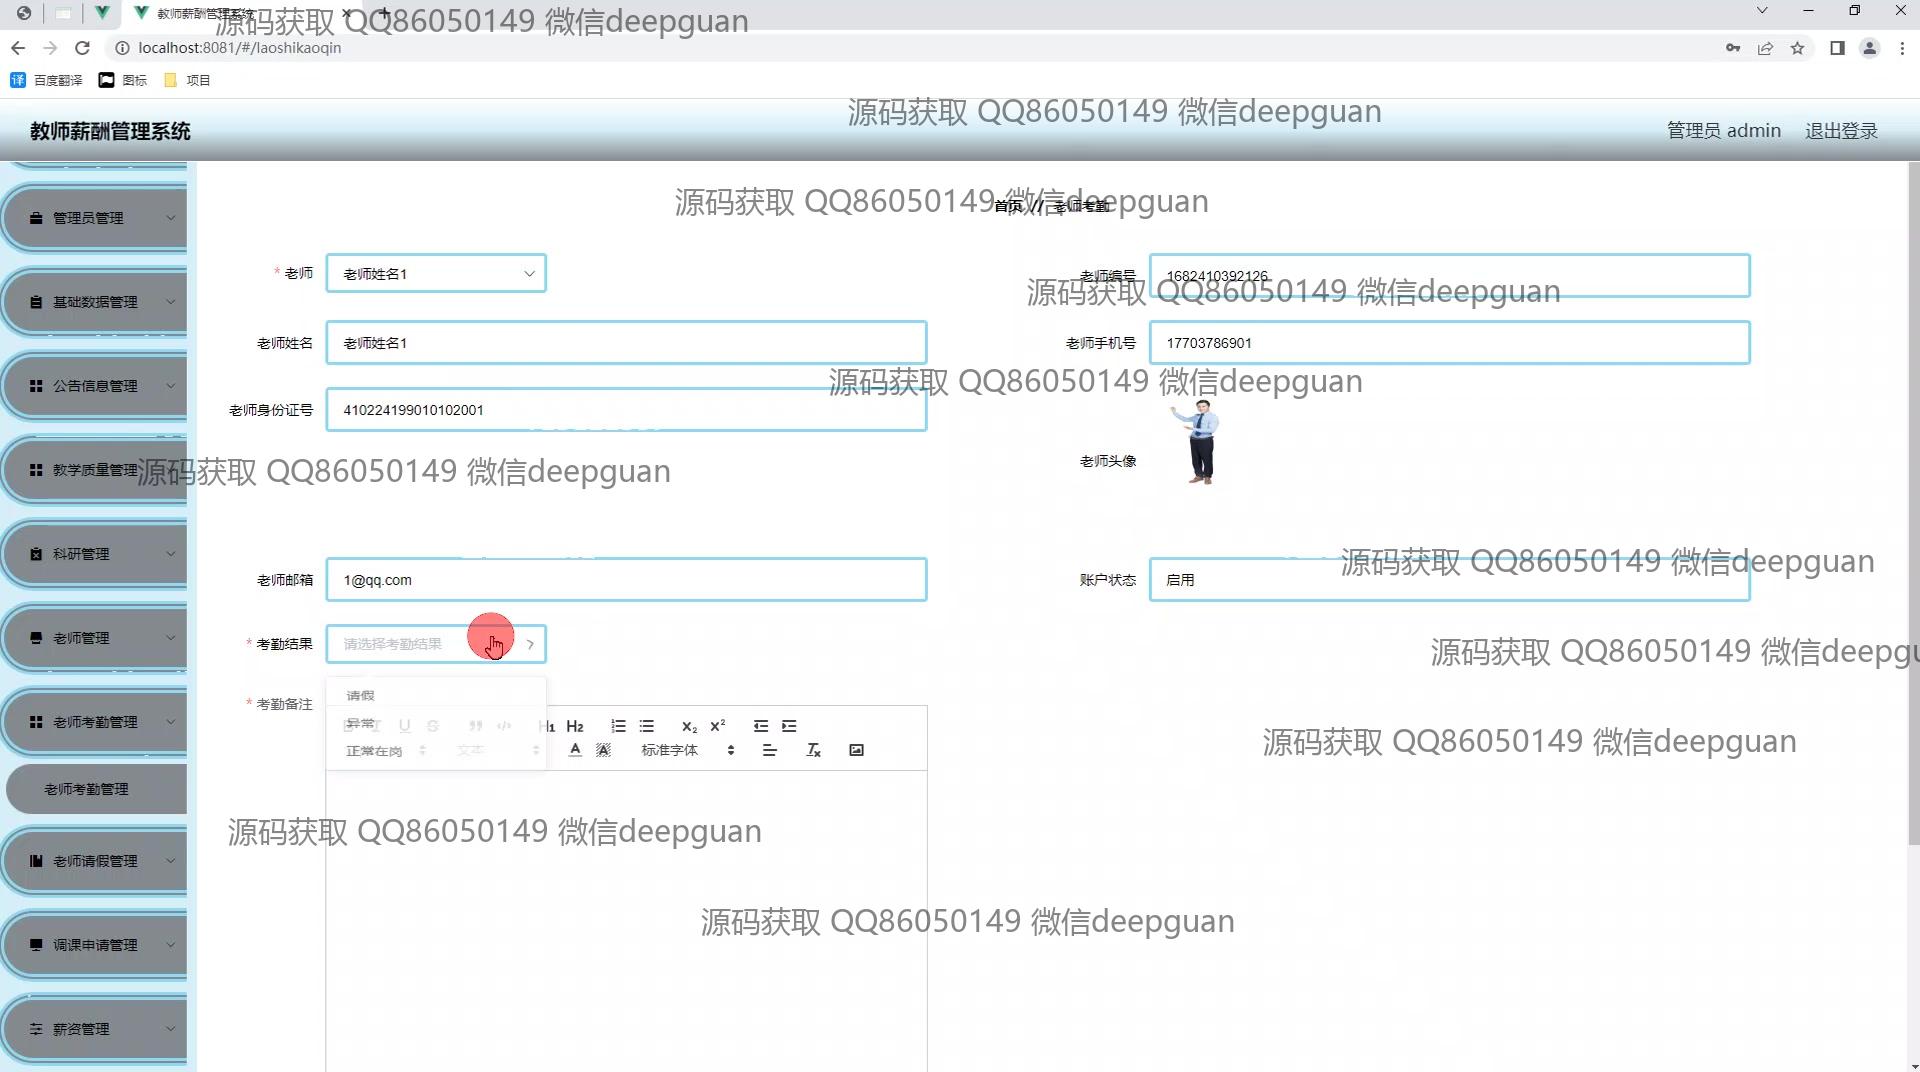 教师薪酬管理系统
源码获取 QQ86050149 微信deepguan
localhost:8081/#/laoshikaoqin
百度翻译
图标
项目
源码获取 QQ86050149 微信deepguan
教师薪酬管理系统
管理员 admin
退出登录
管理员管理
基础数据管理
公告信息管理
教学质量管理
科研管理
老师管理
老师考勤管理
老师考勤管理
老师请假管理
调课申请管理
薪资管理
源码获取 QQ86050149 微信deepguan
首页 // 老师考勤
* 老师 老师姓名1
老师编号 1682410392126
源码获取 QQ86050149 微信deepguan
老师姓名 老师姓名1
老师手机号 17703786901
源码获取 QQ86050149 微信deepguan
老师身份证号 410224199010102001
老师头像
源码获取 QQ86050149 微信deepguan
老师邮箱 1@qq.com
账户状态 启用
源码获取 QQ86050149 微信deepguan
* 考勤结果 请选择考勤结果
源码获取 QQ86050149 微信deepgu
请假
异常
正常在岗
* 考勤备注
H1 H2
文本
标准字体
源码获取 QQ86050149 微信deepguan
源码获取 QQ86050149 微信deepguan
源码获取 QQ86050149 微信deepguan